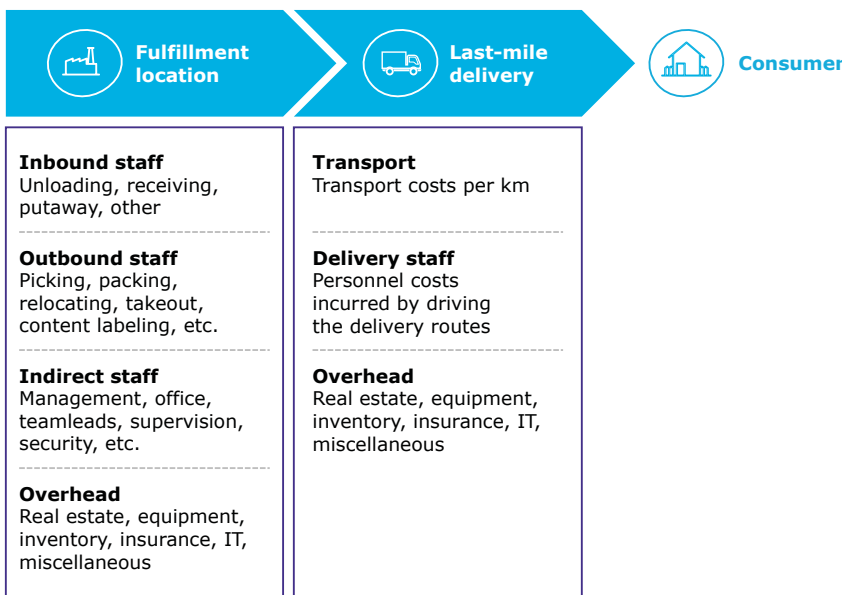 Fulfillment
location
Last-mile
delivery
Consumer
Inbound staff
Unloading, receiving,
putaway, other
Outbound staff
Picking, packing,
relocating, takeout,
content labeling, etc.
Indirect staff
Management, office,
teamleads, supervision,
security, etc.
Overhead
Real estate, equipment,
inventory, insurance, IT,
miscellaneous
Transport
Transport costs per km
Delivery staff
Personnel costs
incurred by driving
the delivery routes
Overhead
Real estate, equipment,
inventory, insurance, IT,
miscellaneous